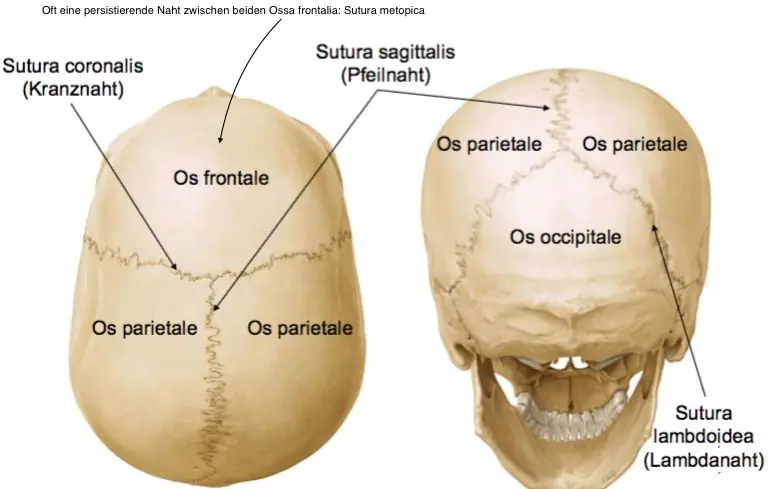 Oft eine persistierende Naht zwischen beiden Ossa frontalia: Sutura metopica
Sutura coronalis
(Kranznaht)
Sutura sagittalis
(Pfeilnaht)
Os frontale
Os parietale
Os parietale
Os parietale
Os parietale
Os occipitale
Sutura
lambdoidea
(Lambdanaht)